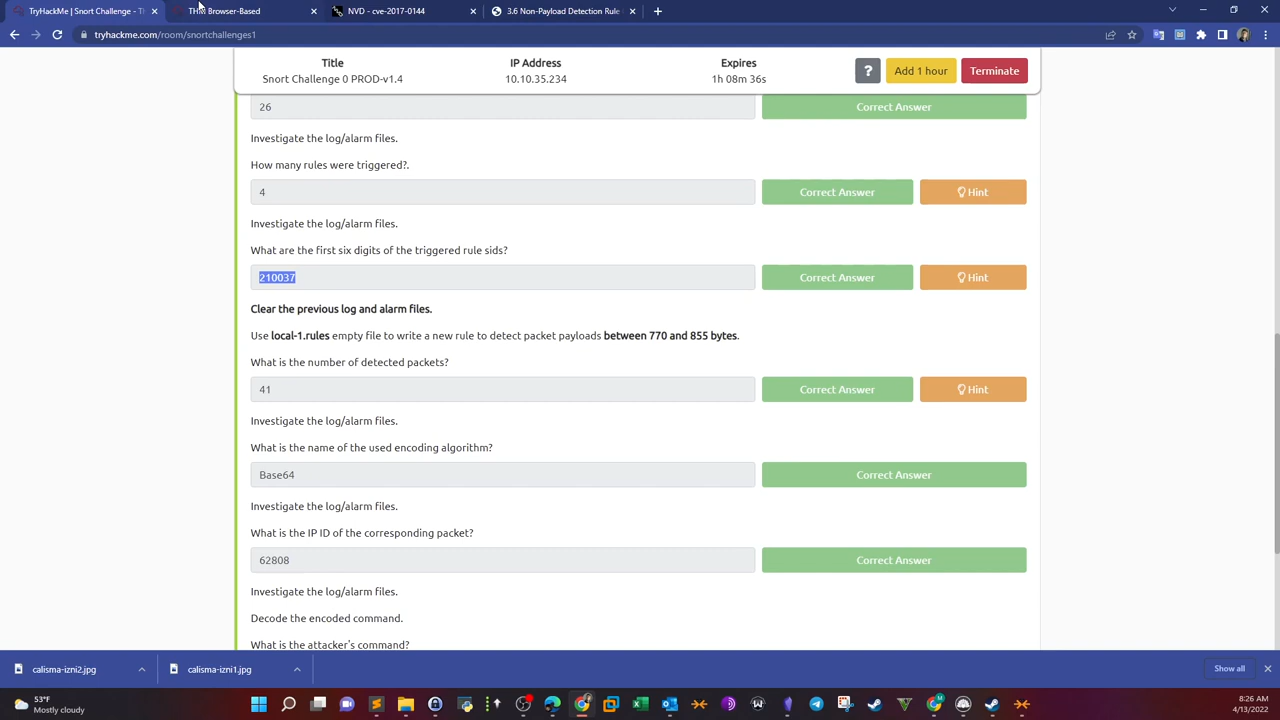 TryHackMe | Snort Challenge - Th
THM Browser-Based
NVD - cve-2017-0144
3.6 Non-Payload Detection Rule
tryhackme.com/room/snortchallenges1
Title
Snort Challenge 0 PROD-v1.4
IP Address
10.10.35.234
Expires
1h 08m 36s
?
Add 1 hour
Terminate
26
Correct Answer
Investigate the log/alarm files.
How many rules were triggered?.
4
Correct Answer
Hint
Investigate the log/alarm files.
What are the first six digits of the triggered rule sids?
210037
Correct Answer
Hint
Clear the previous log and alarm files.
Use local-1.rules empty file to write a new rule to detect packet payloads between 770 and 855 bytes.
What is the number of detected packets?
41
Correct Answer
Hint
Investigate the log/alarm files.
What is the name of the used encoding algorithm?
Base64
Correct Answer
Investigate the log/alarm files.
What is the IP ID of the corresponding packet?
62808
Correct Answer
Investigate the log/alarm files.
Decode the encoded command.
What is the attacker's command?
calisma-izni2.jpg
calisma-izni1.jpg
Show all
53°F
Mostly cloudy
8:26 AM
4/13/2022